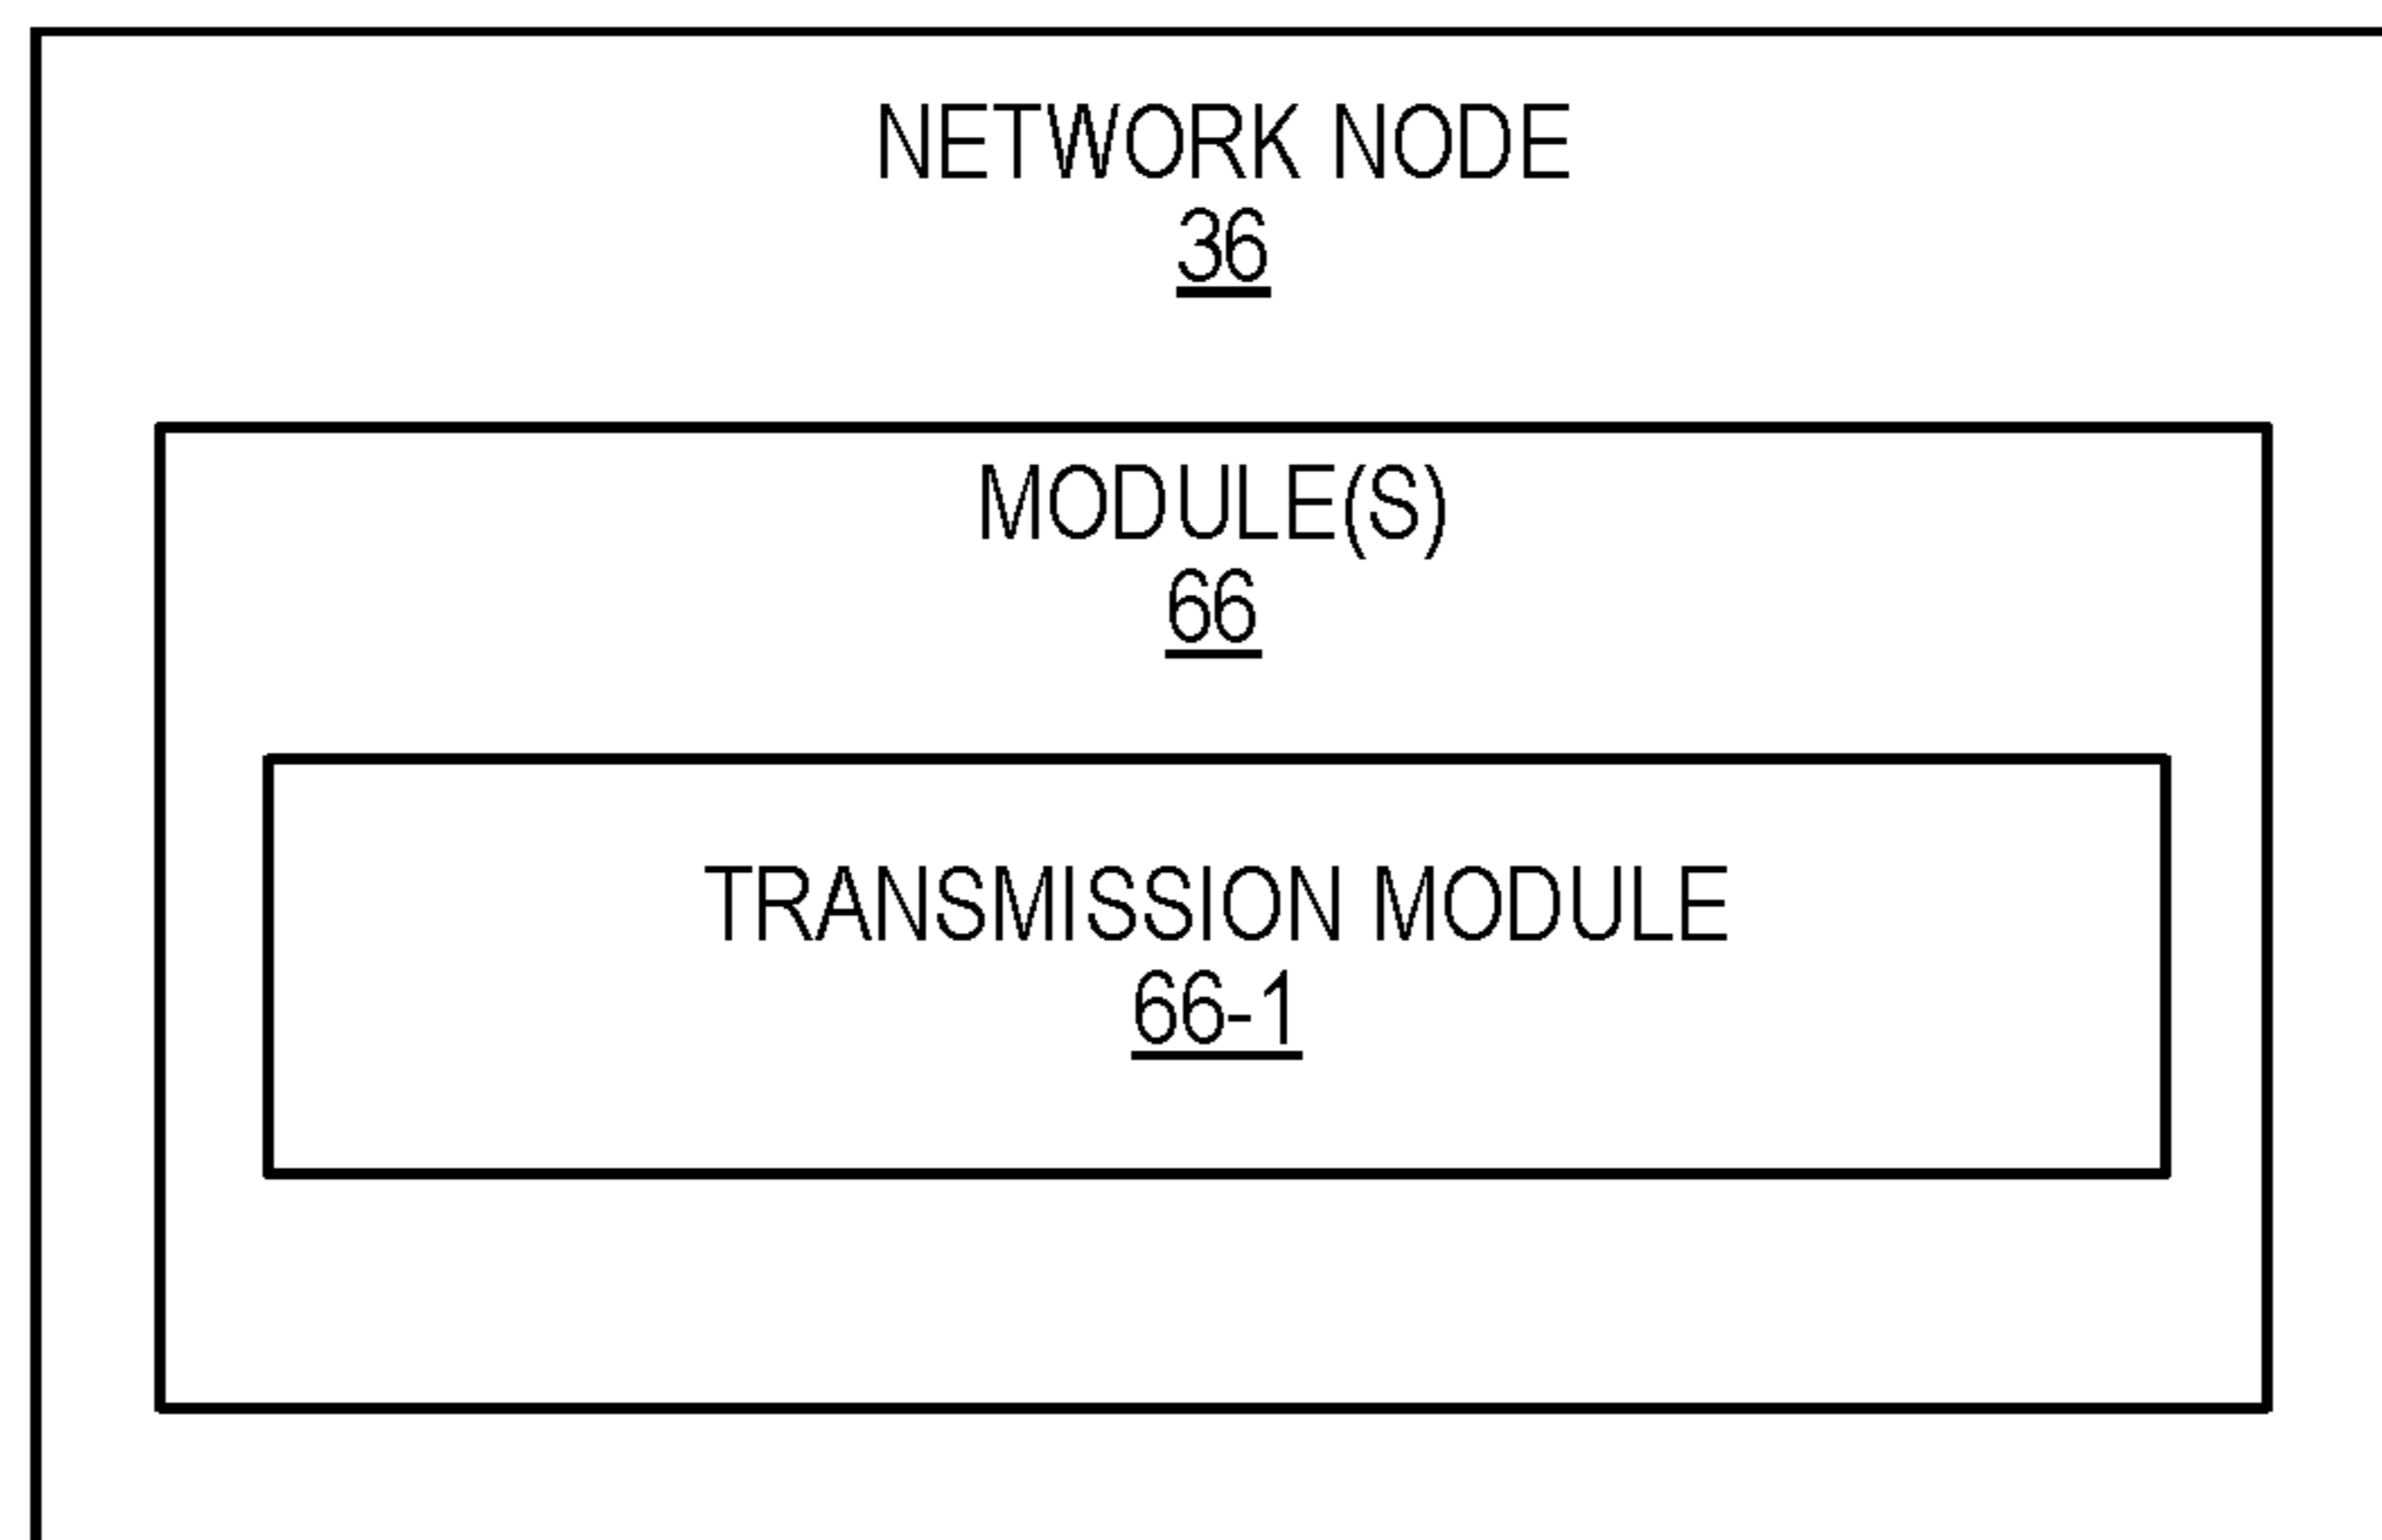 NETWORK NODE
36
MODULE(S)
66
TRANSMISSION MODULE
66-1